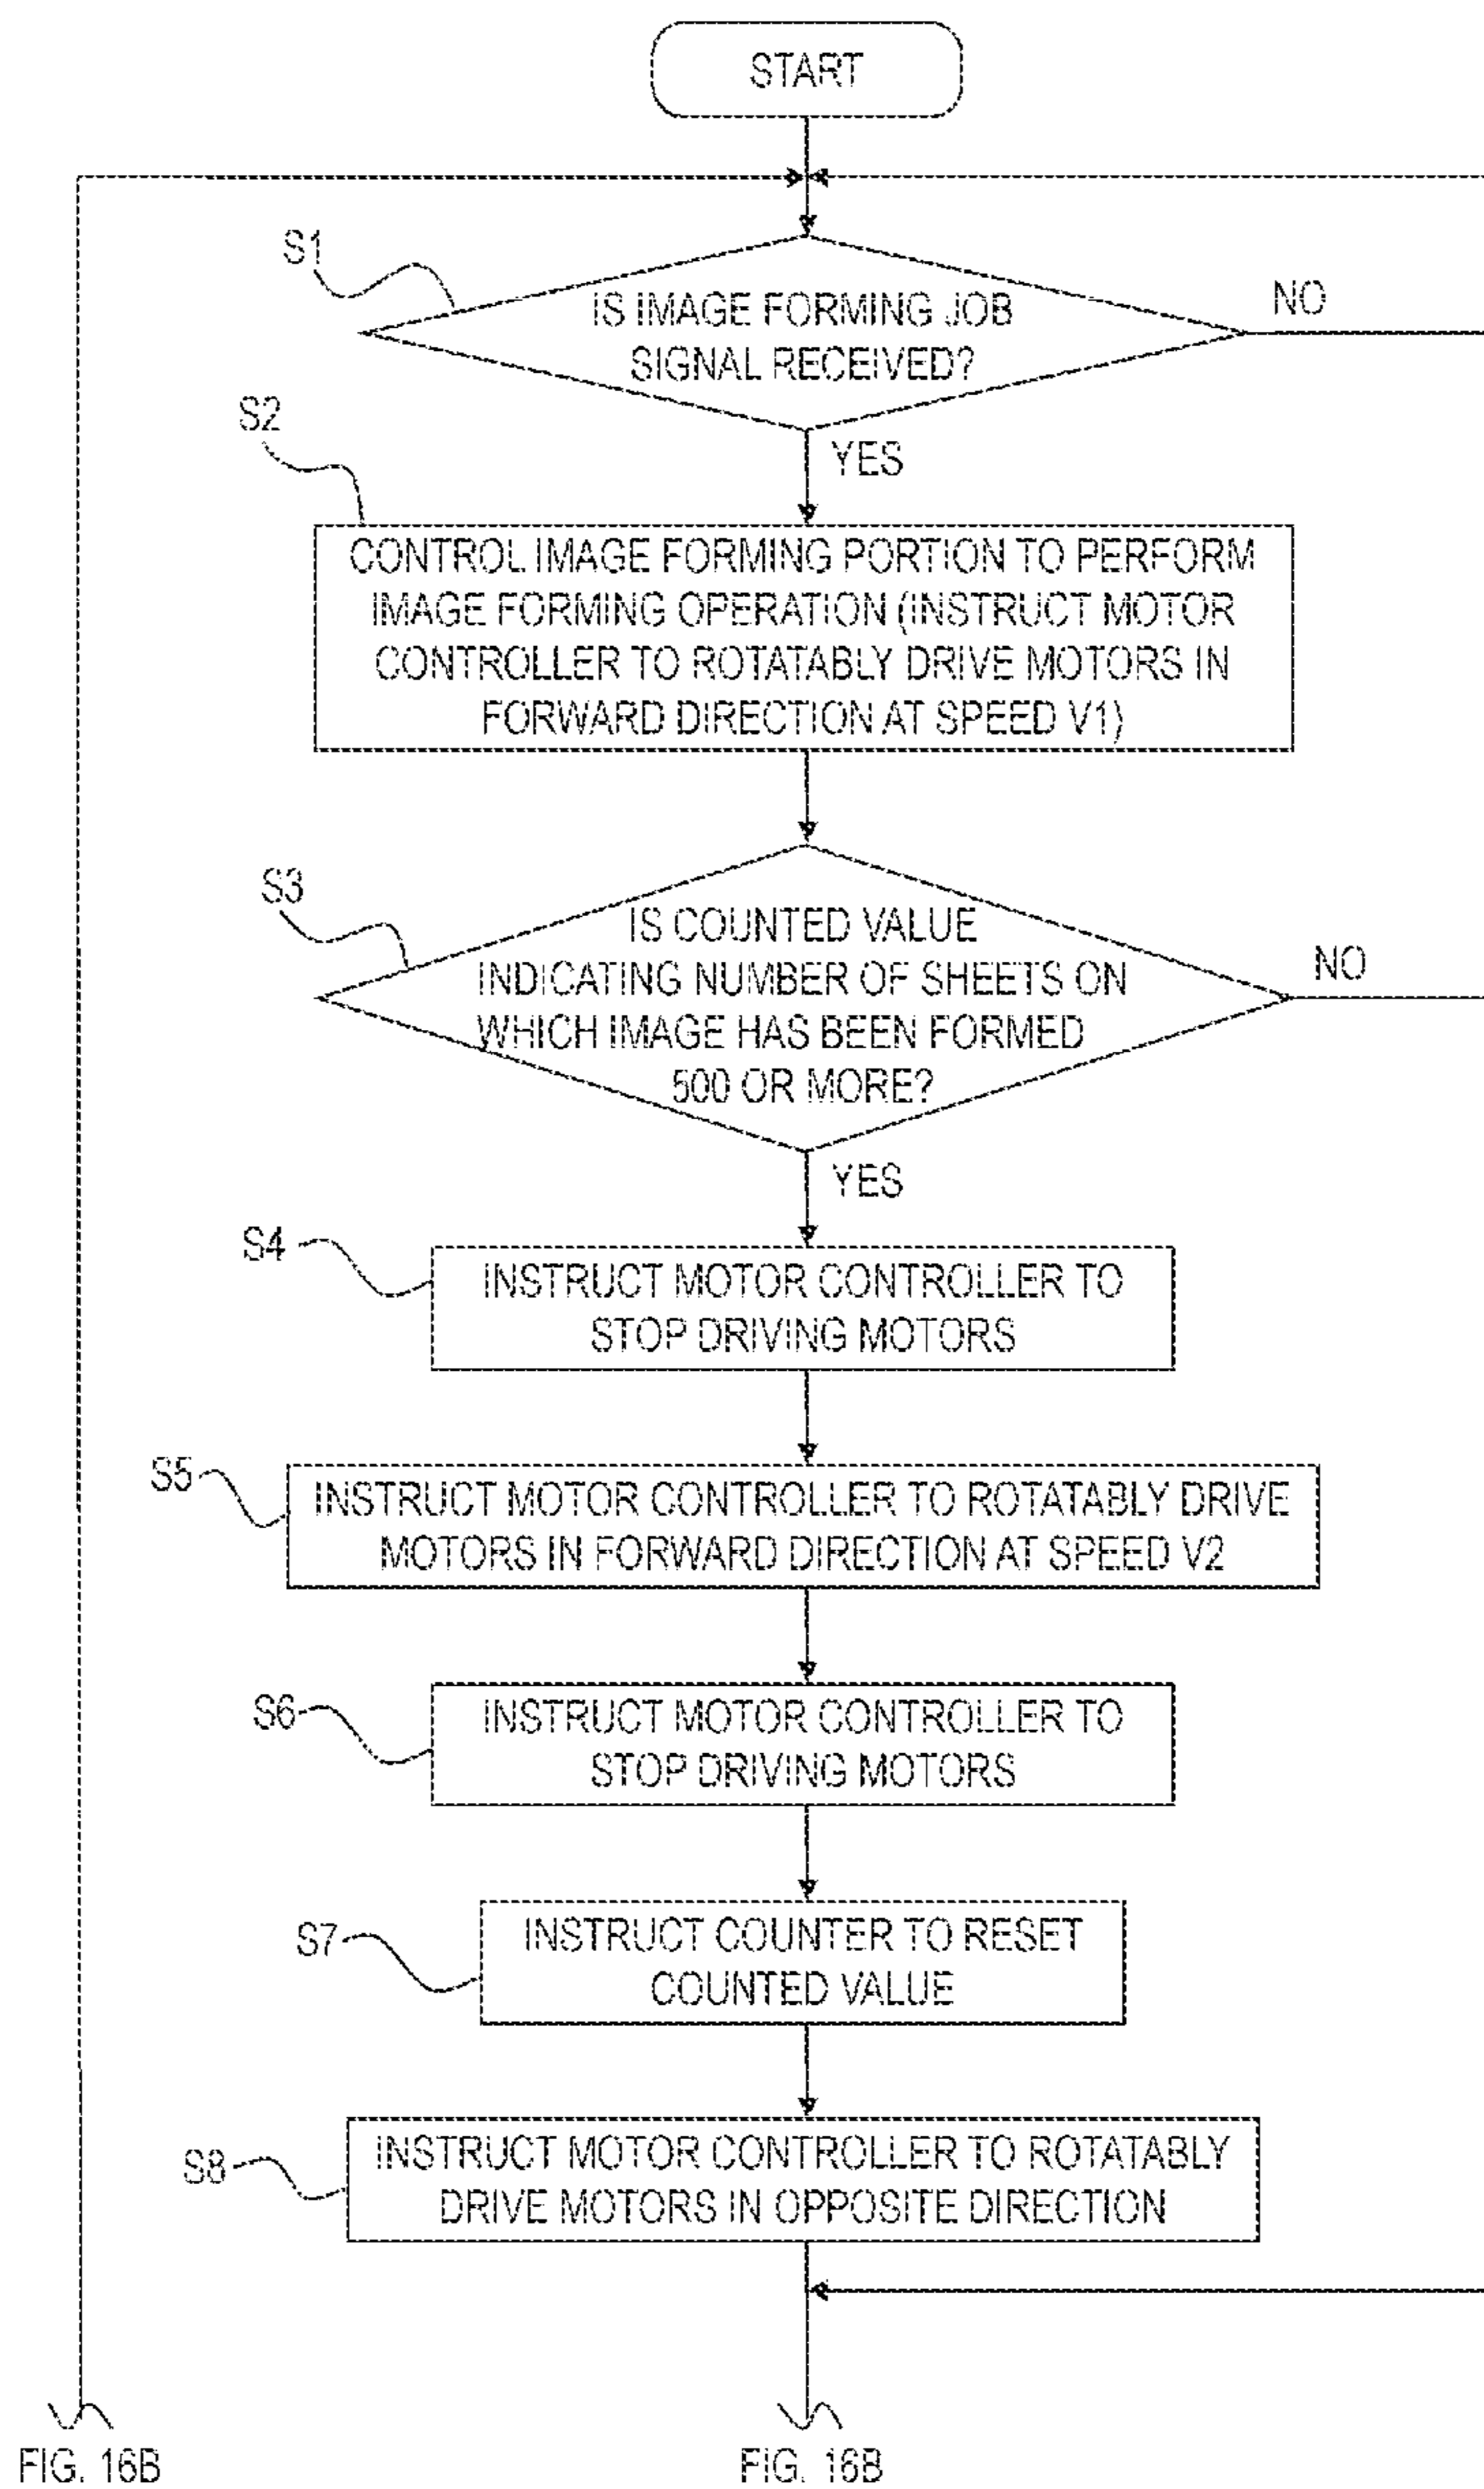 START
S1
IS IMAGE FORMING JOB
SIGNAL RECEIVED?
NO
YES
S2
CONTROL IMAGE FORMING PORTION TO PERFORM
IMAGE FORMING OPERATION (INSTRUCT MOTOR
CONTROLLER TO ROTATABLY DRIVE MOTORS IN
FORWARD DIRECTION AT SPEED V1)
S3
IS COUNTED VALUE
INDICATING NUMBER OF SHEETS ON
WHICH IMAGE HAS BEEN FORMED
500 OR MORE?
NO
YES
S4
INSTRUCT MOTOR CONTROLLER TO
STOP DRIVING MOTORS
S5
INSTRUCT MOTOR CONTROLLER TO ROTATABLY DRIVE
MOTORS IN FORWARD DIRECTION AT SPEED V2
S6
INSTRUCT MOTOR CONTROLLER TO
STOP DRIVING MOTORS
S7
INSTRUCT COUNTER TO RESET
COUNTED VALUE
S8
INSTRUCT MOTOR CONTROLLER TO ROTATABLY
DRIVE MOTORS IN OPPOSITE DIRECTION
FIG. 16B
FIG. 16B